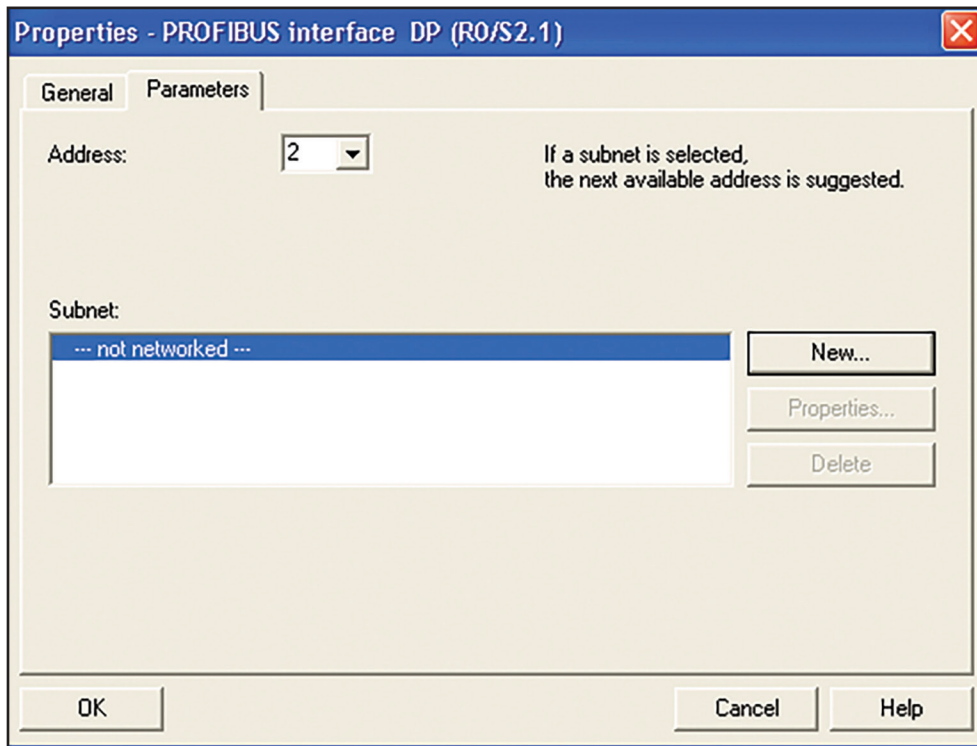 Properties - PROFIBUS interface DP (R0/S2.1)
General
Parameters
Address:
2
If a subnet is selected,
the next available address is suggested.
Subnet:
--- not networked ---
New...
Properties...
Delete
OK
Cancel
Help